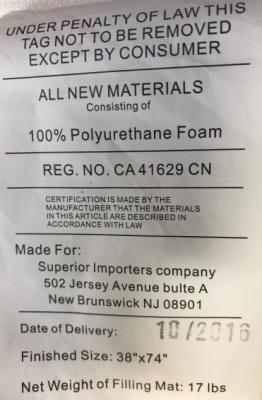 UNDER PENALTY OF LAW THIS
TAG NOT TO BE REMOVED
EXCEPT BY CONSUMER
ALL NEW MATERIALS
Consisting of
100% Polyurethane Foam
REG. NO. CA 41629 CN
CERTIFICATION IS MADE BY THE
MANUFACTURER THAT THE MATERIALS
IN THIS ARTICLE ARE DESCRIBED IN
ACCORDANCE WITH LAW
Made For:
Superior Importers company
502 Jersey Avenue bulte A
New Brunswick NJ 08901
Date of Delivery: 10/2016
Finished Size: 38"x74"
Net Weight of Filling Mat: 17 lbs